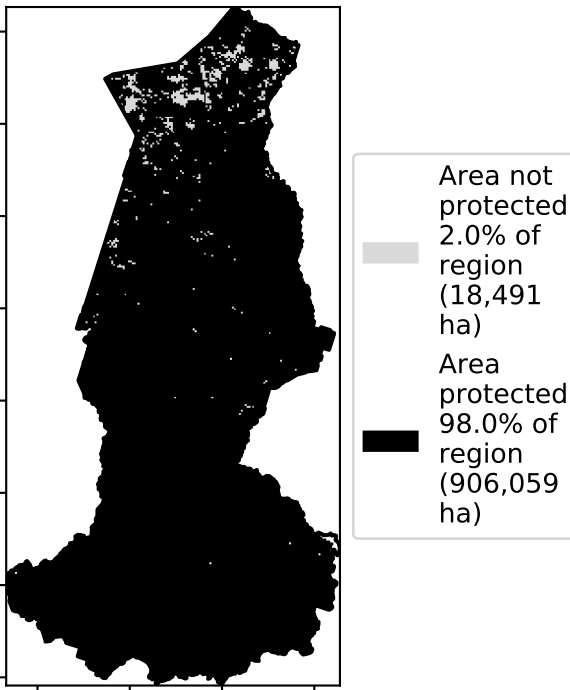 Area not
protected
2.0% of
region
(18,491
ha)
Area
protected
98.0% of
region
(906,059
ha)